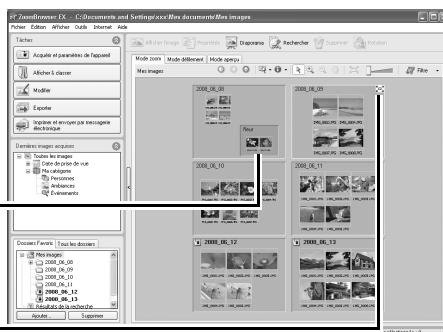 ZoomBrowser EX - C:\Documents and Settings\xxx\Mes documents\Mes images
Fichier Edition Afficher Outils Internet Aide
Tâches
Acquérir et paramètres de l'appareil
Afficher & classer
Modifier
Exporter
Imprimer et envoyer par messagerie électronique
Dernières images acquises
Toutes les images
Date de prise de vue
Ma catégorie
Personnes
Ambiances
Événements
Dossiers Favoris Tous les dossiers
Mes images
2008_06_08
2008_06_09
2008_06_10
2008_06_11
2008_06_12
2008_06_13
Résultats de la recherche
Ajouter... Supprimer
Afficher l'image Propriétés Diaporama Rechercher Supprimer Rotation
Mode zoom Mode défilement Mode aperçu
Mes images
Filtre
2008_06_08
fleur
2008_06_09
2008_06_10
2008_06_11
2008_06_12
2008_06_13